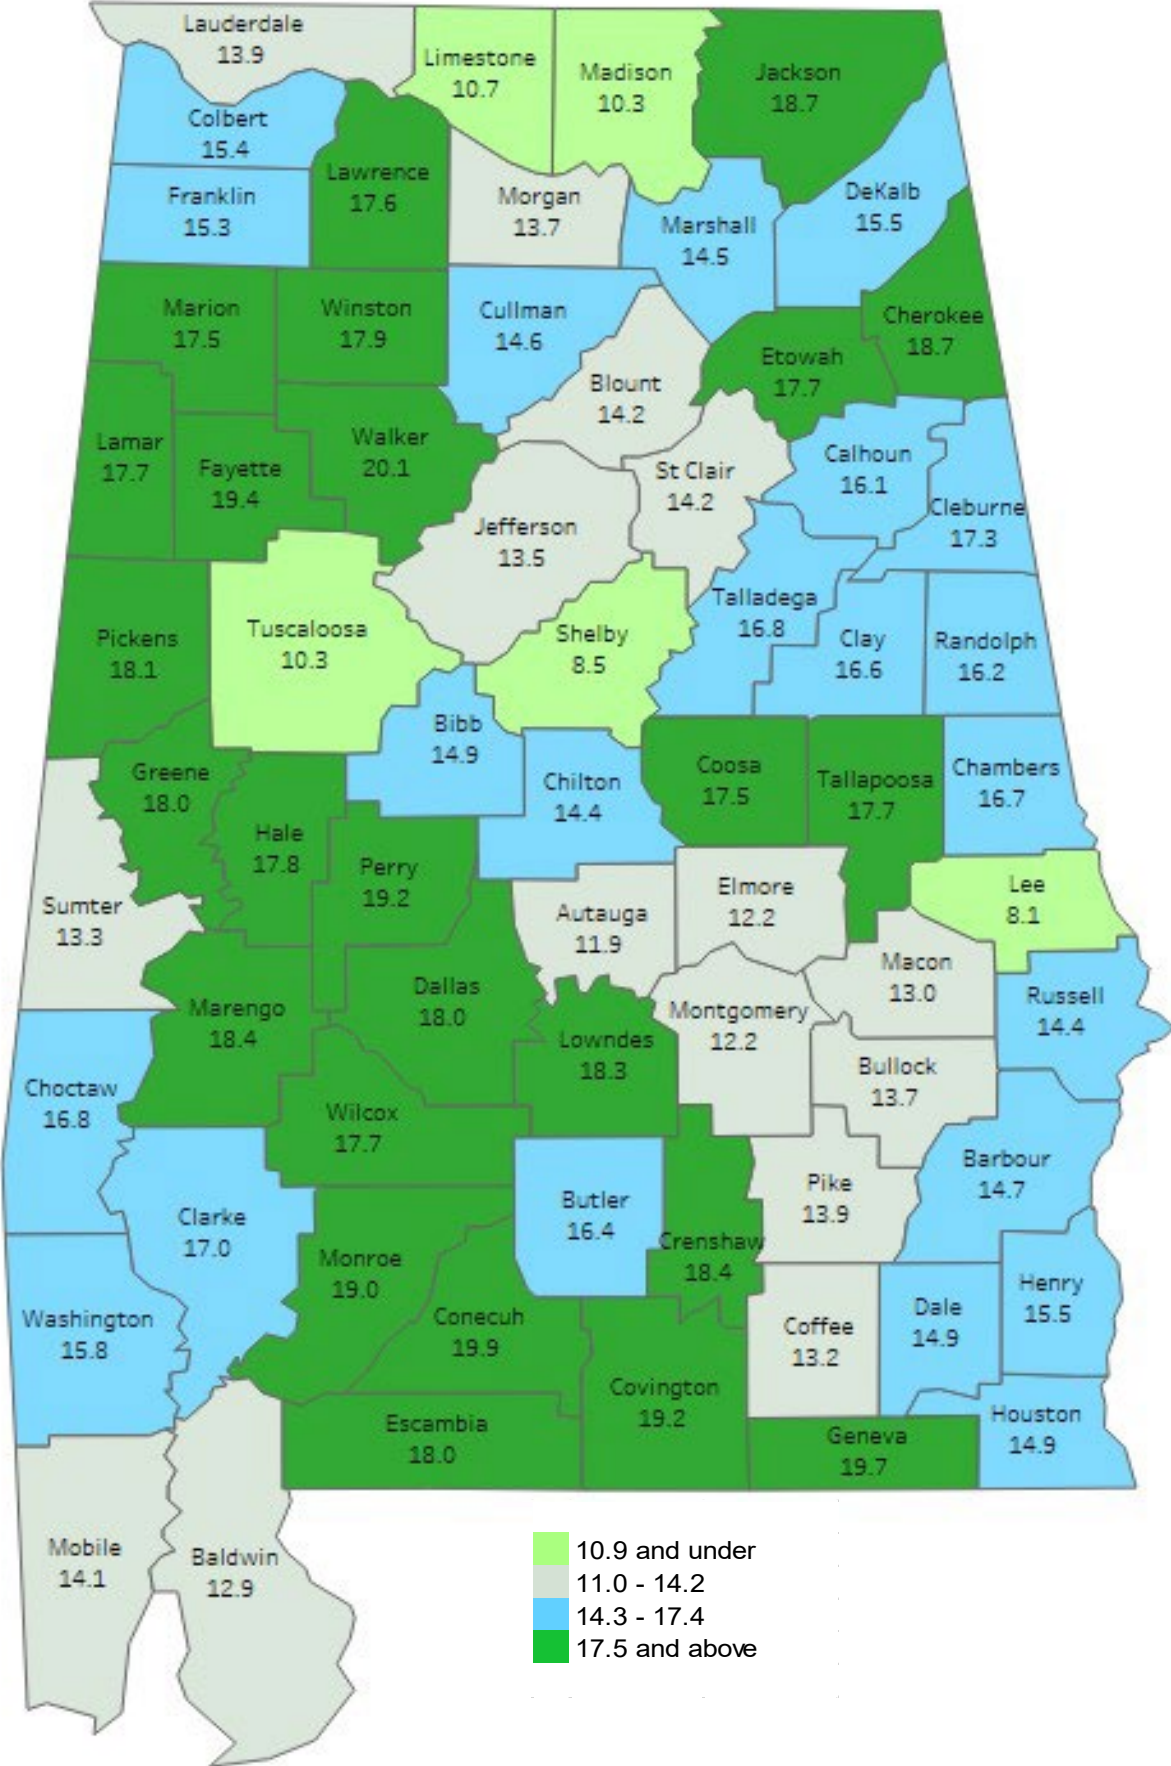 Lauderdale
13.9
Limestone
10.7
Madison
10.3
Jackson
18.7
Colbert
15.4
Lawrence
17.6
Franklin
15.3
Morgan
13.7
Marshall
14.5
DeKalb
15.5
Marion
17.5
Winston
17.9
Cullman
14.6
Cherokee
18.7
Etowah
17.7
Blount
14.2
Lamar
17.7
Fayette
19.4
Walker
20.1
St Clair
14.2
Calhoun
16.1
Cleburne
17.3
Jefferson
13.5
Pickens
18.1
Tuscaloosa
10.3
Shelby
8.5
Talladega
16.8
Clay
16.6
Randolph
16.2
Bibb
14.9
Greene
18.0
Chilton
14.4
Coosa
17.5
Tallapoosa
17.7
Chambers
16.7
Hale
17.8
Perry
19.2
Sumter
13.3
Autauga
11.9
Elmore
12.2
Lee
8.1
Macon
13.0
Marengo
18.4
Dallas
18.0
Lowndes
18.3
Montgomery
12.2
Russell
14.4
Bullock
13.7
Choctaw
16.8
Wilcox
17.7
Clarke
17.0
Butler
16.4
Pike
13.9
Barbour
14.7
Monroe
19.0
Crenshaw
18.4
Washington
15.8
Conecuh
19.9
Coffee
13.2
Dale
14.9
Henry
15.5
Covington
19.2
Escambia
18.0
Geneva
19.7
Houston
14.9
Mobile
14.1
Baldwin
12.9
10.9 and under
11.0 - 14.2
14.3 - 17.4
17.5 and above